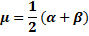 μ = 1/2 (α + β)